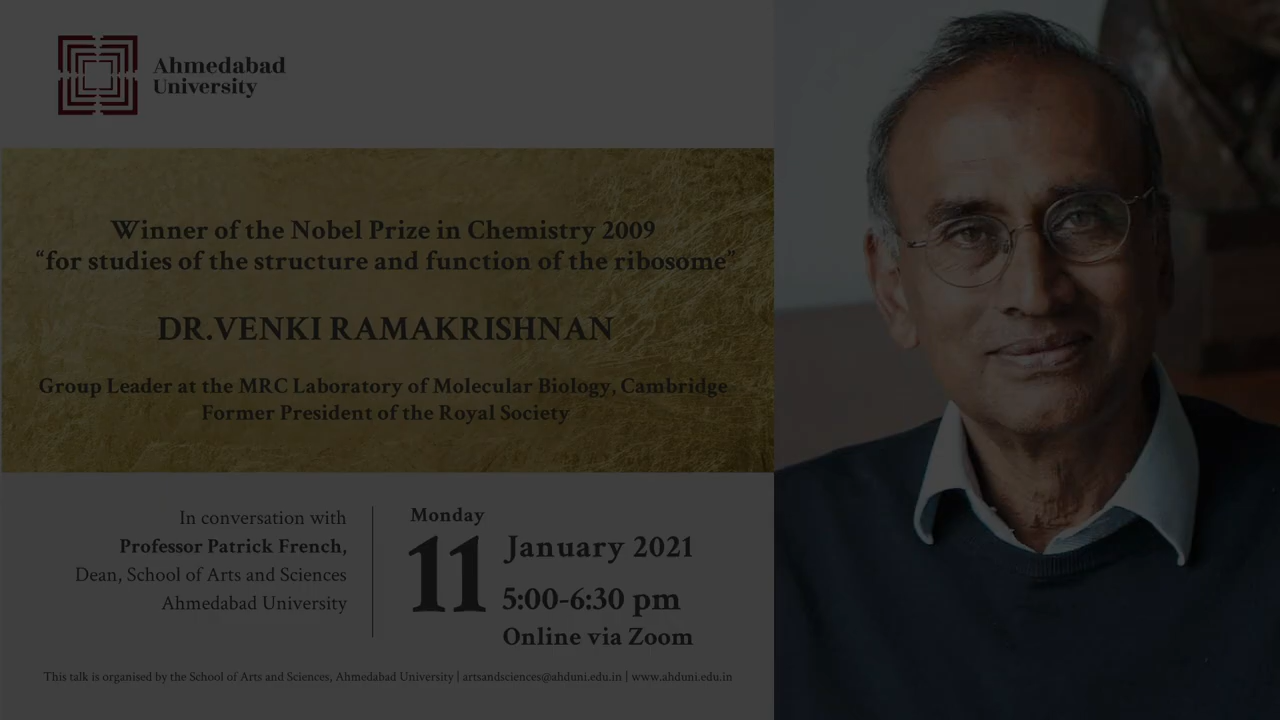 Ahmedabad
University
Winner of the Nobel Prize in Chemistry 2009
“for studies of the structure and function of the ribosome”
DR.VENKI RAMAKRISHNAN
Group Leader at the MRC Laboratory of Molecular Biology, Cambridge
Former President of the Royal Society
In conversation with
Professor Patrick French,
Dean, School of Arts and Sciences
Ahmedabad University
Monday
11
January 2021
5:00-6:30 pm
Online via Zoom
This talk is organised by the School of Arts and Sciences, Ahmedabad University | artsandsciences@ahduni.edu.in | www.ahduni.edu.in